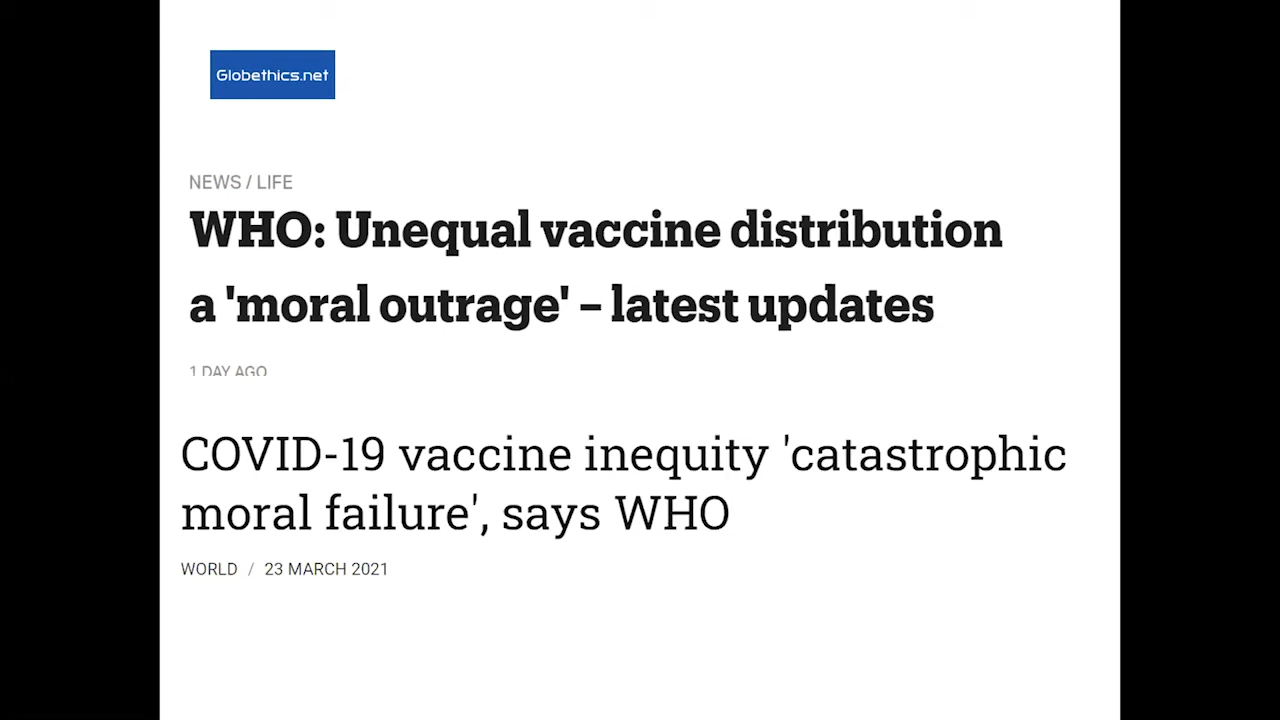 Globethics.net
NEWS / LIFE
WHO: Unequal vaccine distribution
a 'moral outrage' – latest updates
1 DAY AGO
COVID-19 vaccine inequity 'catastrophic
moral failure', says WHO
WORLD / 23 MARCH 2021